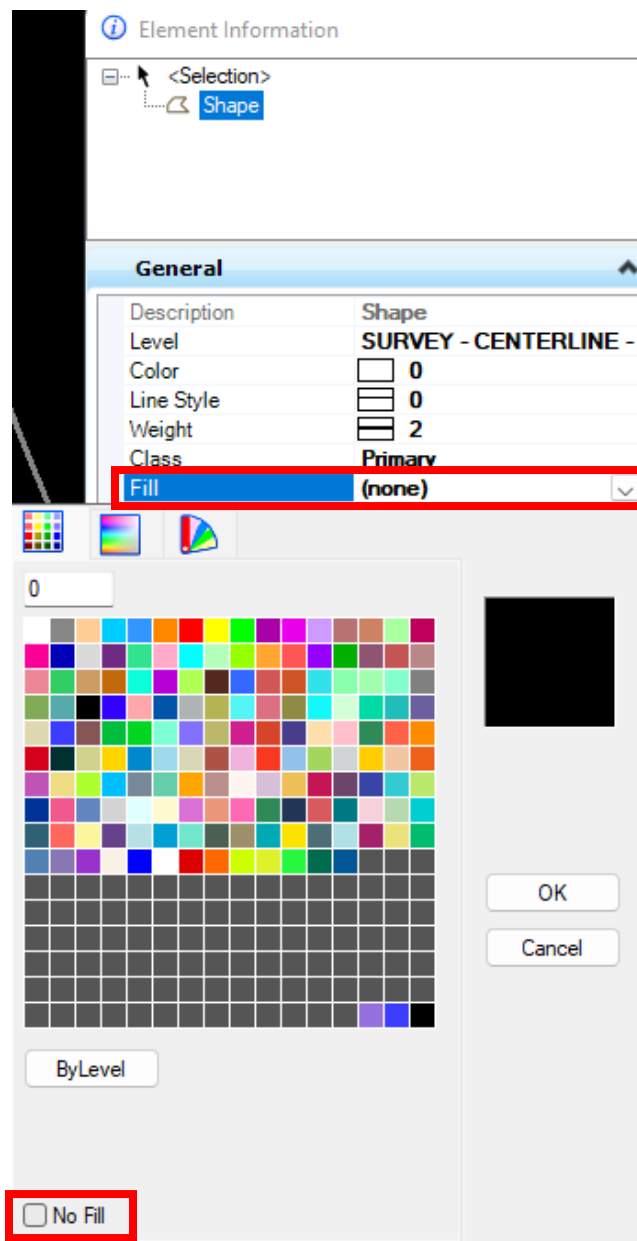 Element Information
<Selection>
Shape
General
Description Shape
Level SURVEY - CENTERLINE -
Color 0
Line Style 0
Weight 2
Class Primary
Fill (none)
0
OK
Cancel
ByLevel
No Fill